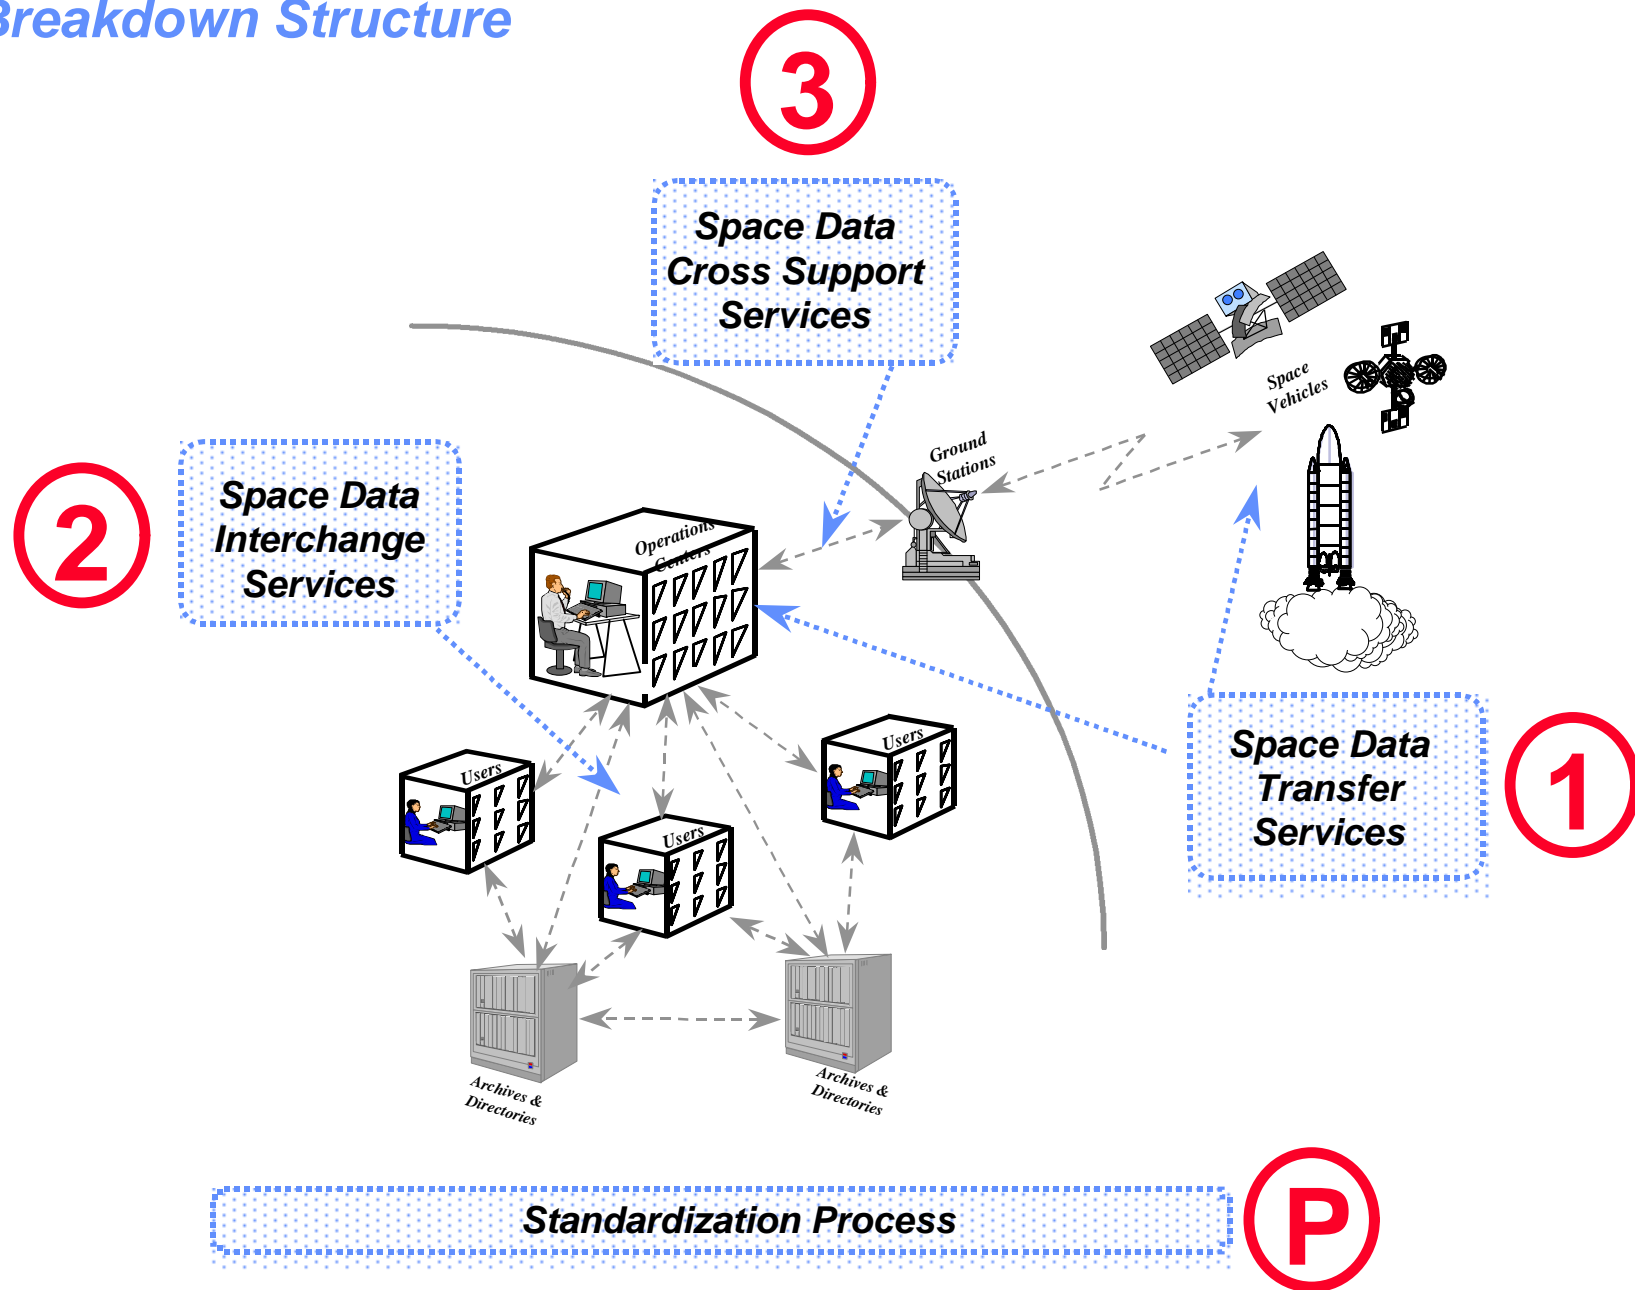 Breakdown Structure
3
Space Data
Cross Support
Services
Space
Vehicles
Ground
Stations
2
Space Data
Interchange
Services
Operations
Centers
Users
Users
Users
Space Data
Transfer
Services
1
Archives &
Directories
Archives &
Directories
Standardization Process
P